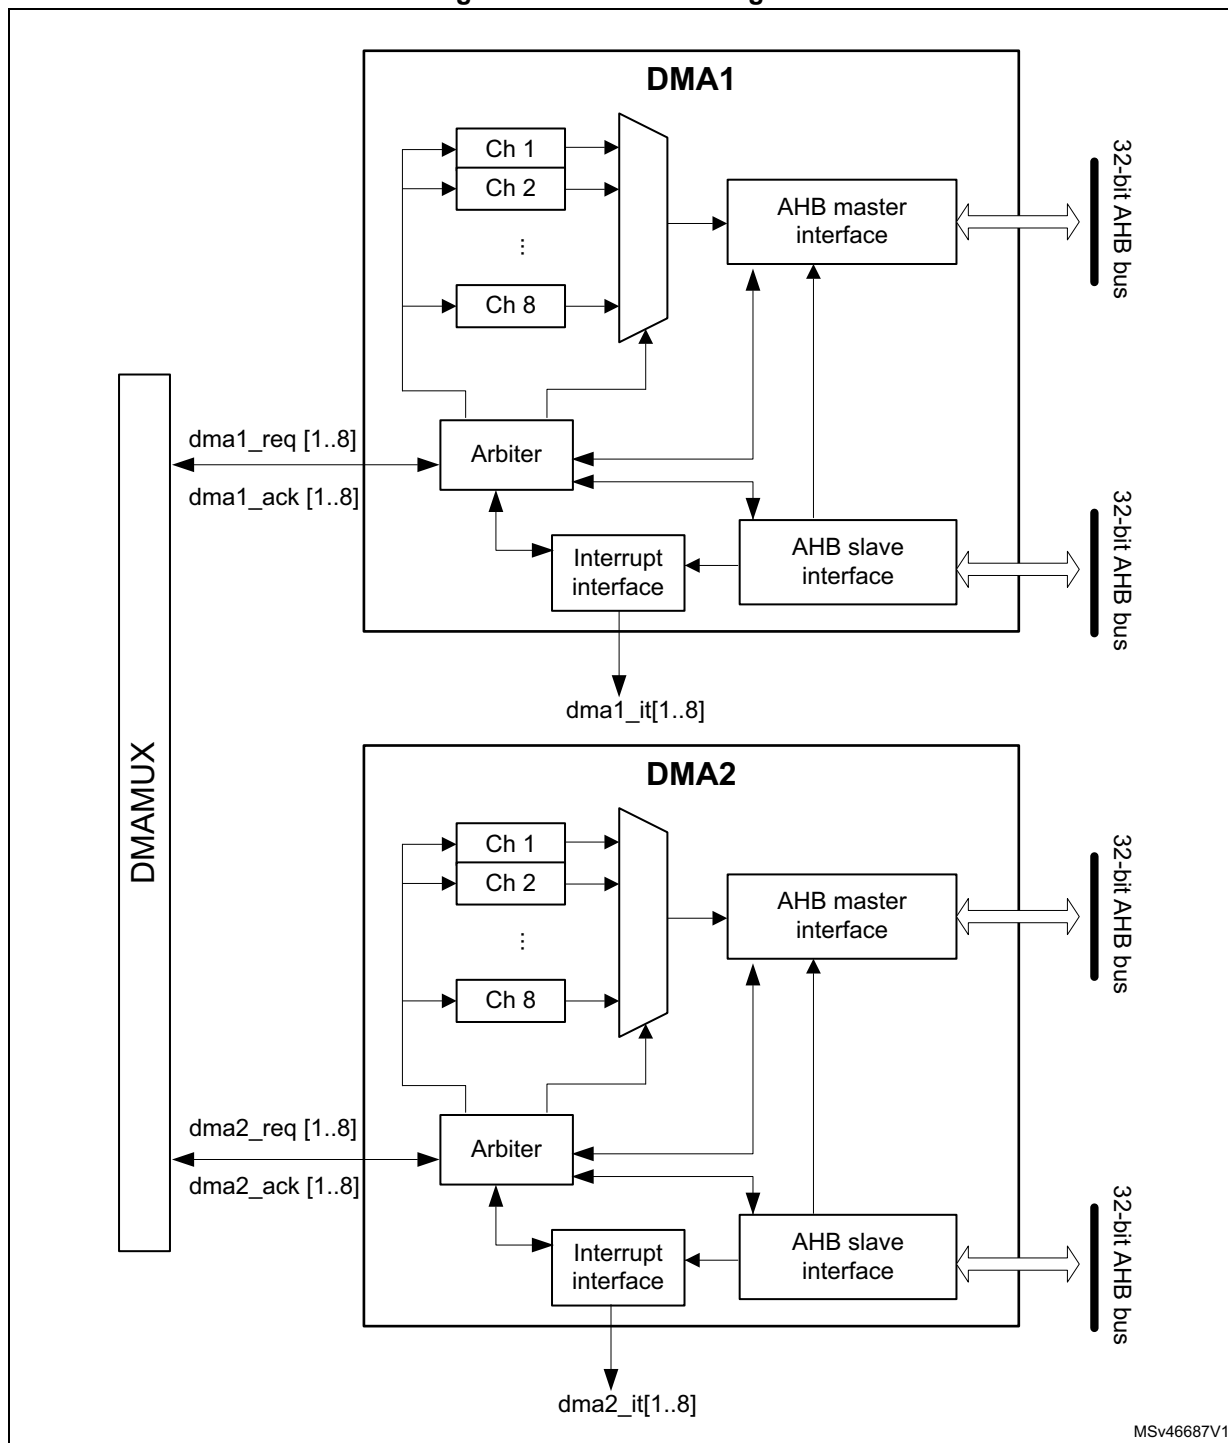 DMA1
Ch 1
Ch 2
...
Ch 8
AHB master
interface
32-bit AHB bus
dma1_req [1..8]
dma1_ack [1..8]
Arbiter
Interrupt
interface
AHB slave
interface
32-bit AHB bus
dma1_it[1..8]
DMAMUX
DMA2
Ch 1
Ch 2
...
Ch 8
AHB master
interface
32-bit AHB bus
dma2_req [1..8]
dma2_ack [1..8]
Arbiter
Interrupt
interface
AHB slave
interface
32-bit AHB bus
dma2_it[1..8]
MSv46687V1